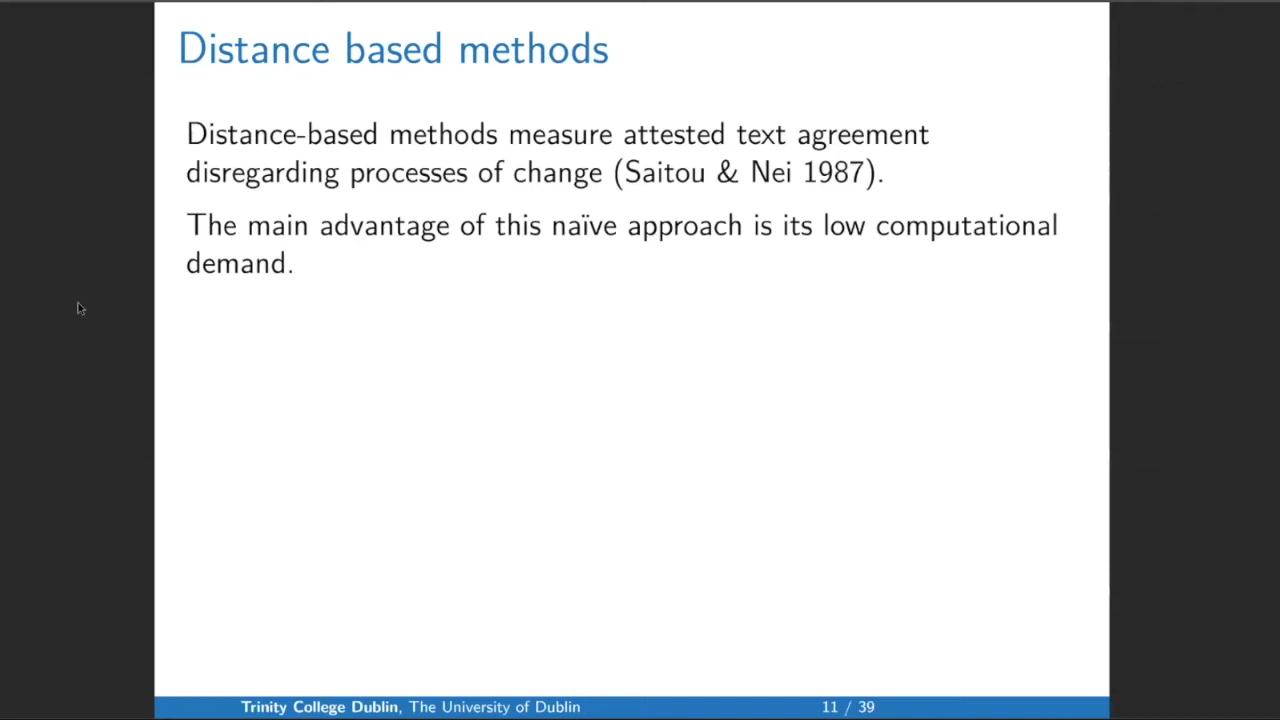 Distance based methods
Distance-based methods measure attested text agreement
disregarding processes of change (Saitou & Nei 1987).
The main advantage of this naïve approach is its low computational
demand.
Trinity College Dublin, The University of Dublin 11 / 39